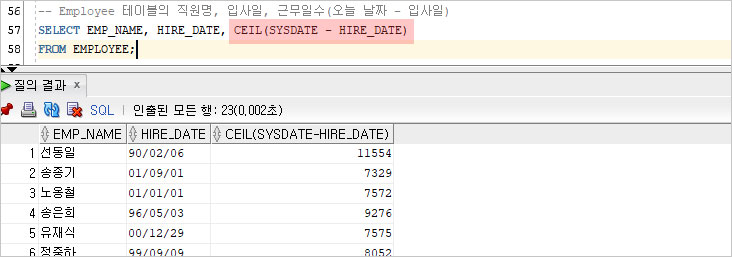 56 -- Employee 테이블의 직원명, 입사일, 근무일수(오늘 날짜 - 입사일)
57 SELECT EMP_NAME, HIRE_DATE, CEIL(SYSDATE - HIRE_DATE)
58 FROM EMPLOYEE;
질의 결과 x
SQL | 인출된 모든 행: 23(0,002초)
EMP_NAME HIRE_DATE CEIL(SYSDATE-HIRE_DATE)
1 선동일 90/02/06 11554
2 송종기 01/09/01 7329
3 노옹철 01/01/01 7572
4 송은희 96/05/03 9276
5 유재식 00/12/29 7575
6 정중하 99/09/09 8052